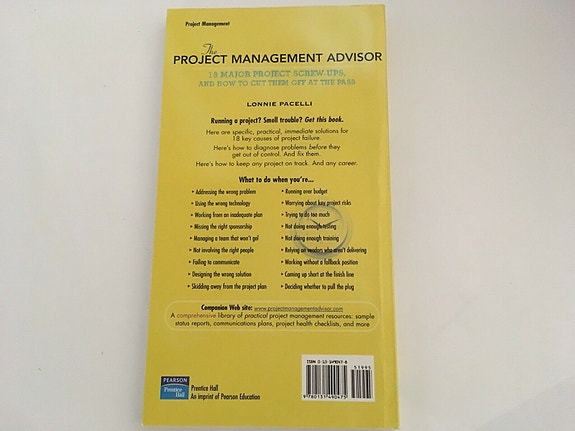 Project Management
The
PROJECT MANAGEMENT ADVISOR
18 MAJOR PROJECT SCREW-UPS,
AND HOW TO CUT THEM OFF AT THE PASS
LONNIE PACELLI
Running a project? Smell trouble? Get this book.
Here are specific, practical, immediate solutions for
18 key causes of project failure.
Here's how to diagnose problems before they
get out of control. And fix them.
Here's how to keep any project on track. And any career.
What to do when you're...
• Addressing the wrong problem
• Using the wrong technology
• Working from an inadequate plan
• Missing the right sponsorship
• Managing a team that won't gel
• Not involving the right people
• Failing to communicate
• Designing the wrong solution
• Skidding away from the project plan
• Running over budget
• Worrying about key project risks
• Trying to do too much
• Not doing enough testing
• Not doing enough training
• Relying on vendors who aren't delivering
• Working without a fallback position
• Coming up short at the finish line
• Deciding whether to pull the plug
Companion Web site: www.projectmanagementadvisor.com
A comprehensive library of practical project management resources: sample
status reports, communications plans, project health checklists, and more
PEARSON
Prentice
Hall
Prentice Hall
An imprint of Pearson Education
ISBN 0-13-149047-8
51995
9 780131 490475